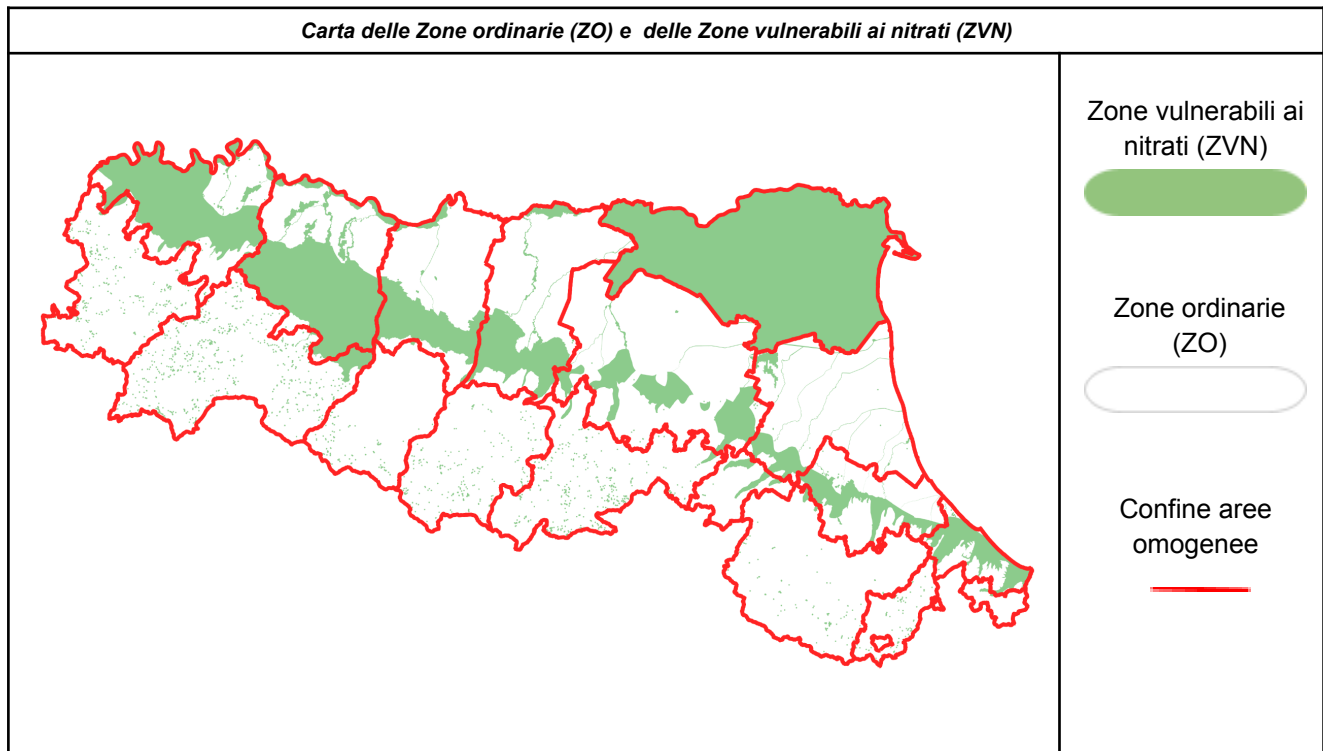 Carta delle Zone ordinarie (ZO) e delle Zone vulnerabili ai nitrati (ZVN)
Zone vulnerabili ai
nitrati (ZVN)
Zone ordinarie
(ZO)
Confine aree
omogenee